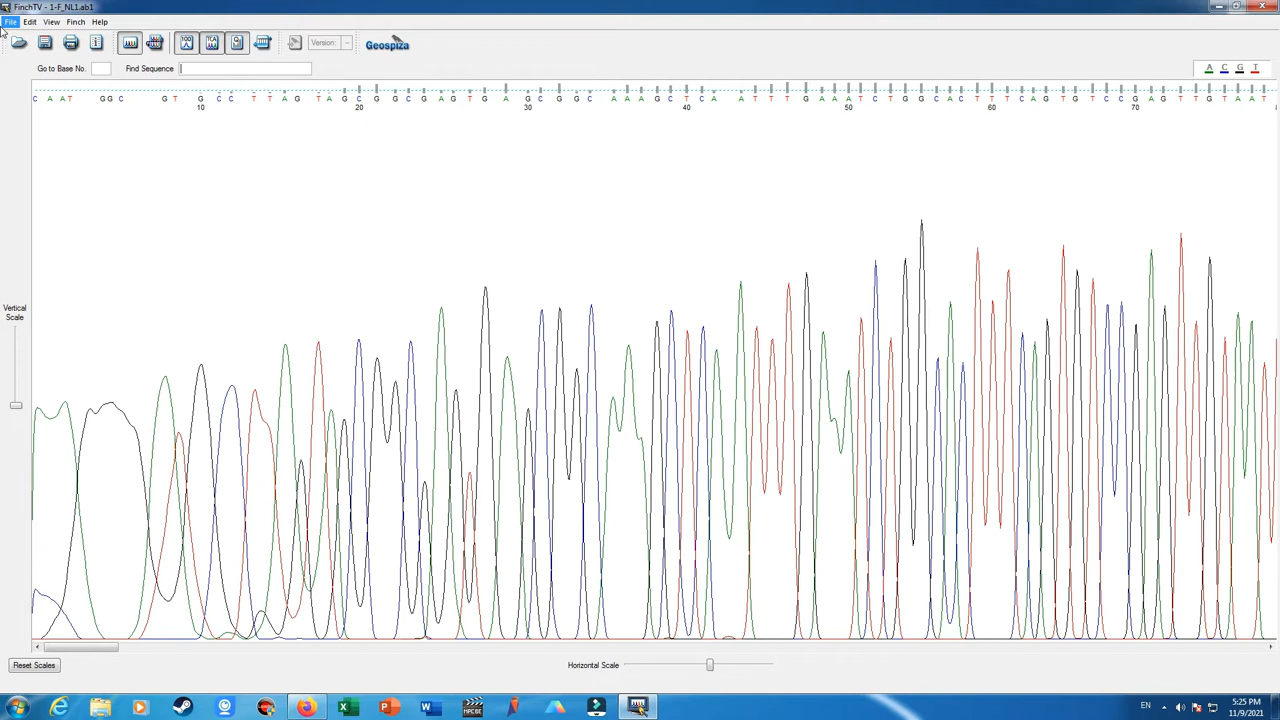 FinchTV - 1-F_NL1.ab1
File Edit View Finch Help
Version: Geospiza
Go to Base No. Find Sequence A C G T
C A A T G G C G T G C C T T A G T A G C G G C G A G T G A G C G G C A A A G C T C A A T T T G A A A T C T G G C A C T T T C A G T G T C C G A G T T G T A A T
10 20 30 40 50 60 70
Vertical
Scale
Reset Scales Horizontal Scale
EN 5:25 PM
11/9/2021